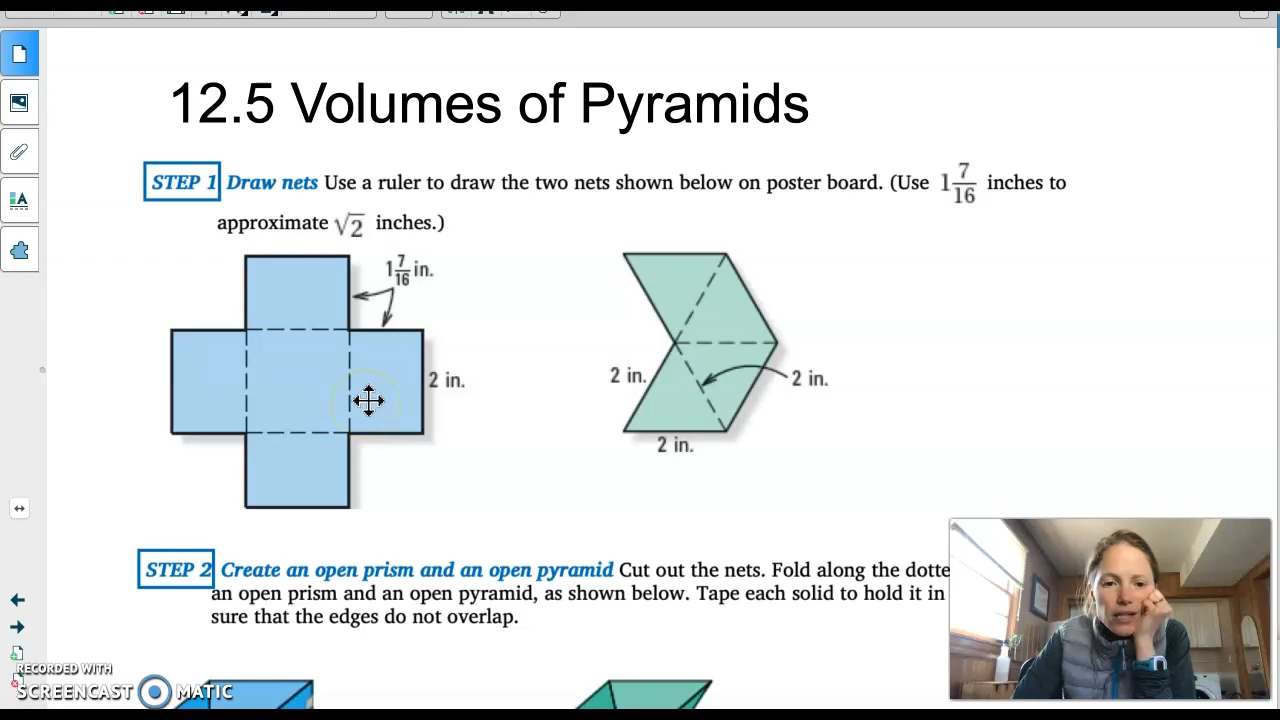 12.5 Volumes of Pyramids
STEP 1 Draw nets Use a ruler to draw the two nets shown below on poster board. (Use 1 7/16 inches to
approximate √2 inches.)
1 7/16 in.
2 in.
2 in.
2 in.
2 in.
STEP 2 Create an open prism and an open pyramid Cut out the nets. Fold along the dotte
an open prism and an open pyramid, as shown below. Tape each solid to hold it in
sure that the edges do not overlap.
RECORDED WITH
SCREENCAST MATIC